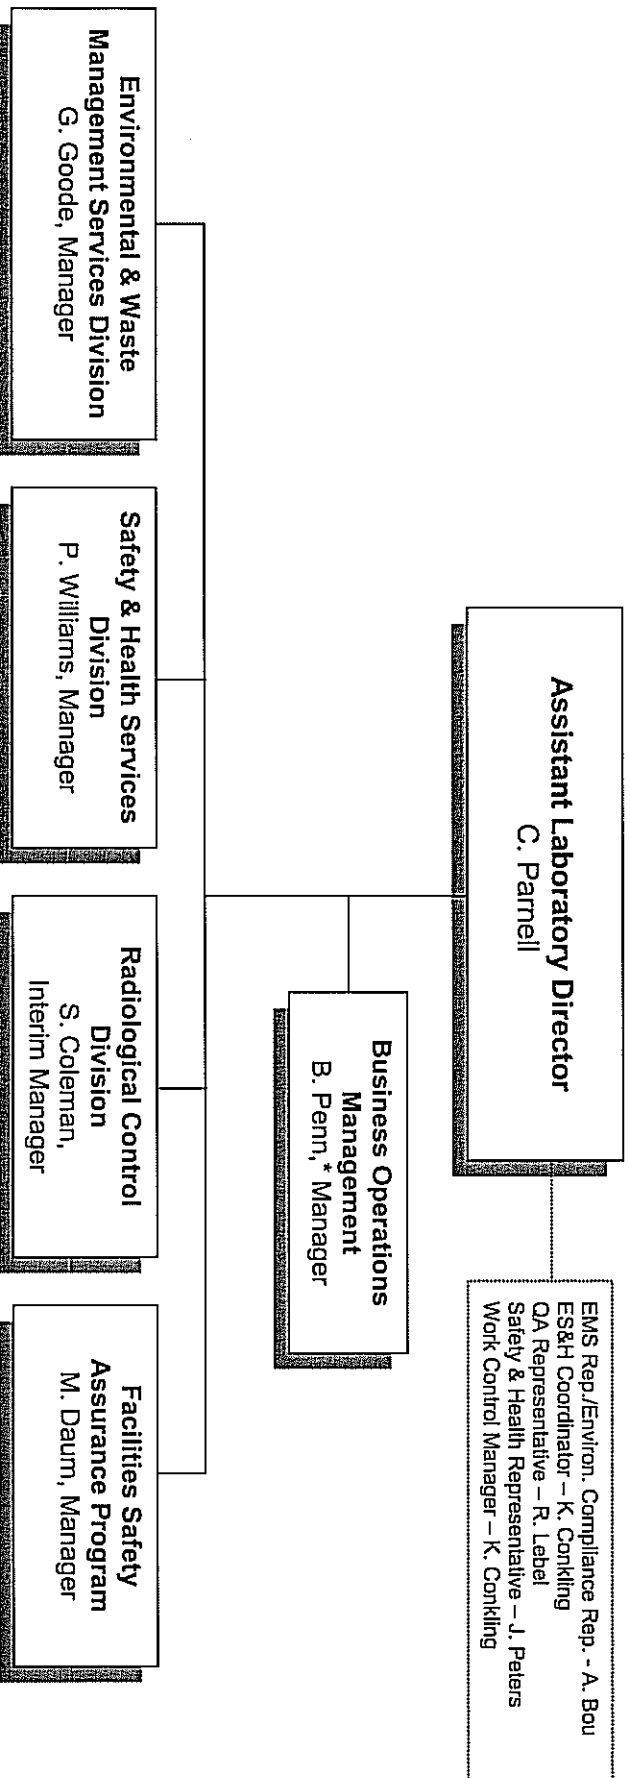 Assistant Laboratory Director
C. Parnell
EMS Rep./Environ. Compliance Rep. - A. Bou
ES&H Coordinator – K. Conkling
QA Representative – R. Lebel
Safety & Health Representative – J. Peters
Work Control Manager – K. Conkling
Business Operations
Management
B. Penn,* Manager
Environmental & Waste
Management Services Division
G. Goode, Manager
Safety & Health Services
Division
P. Williams, Manager
Radiological Control
Division
S. Coleman,
Interim Manager
Facilities Safety
Assurance Program
M. Daum, Manager